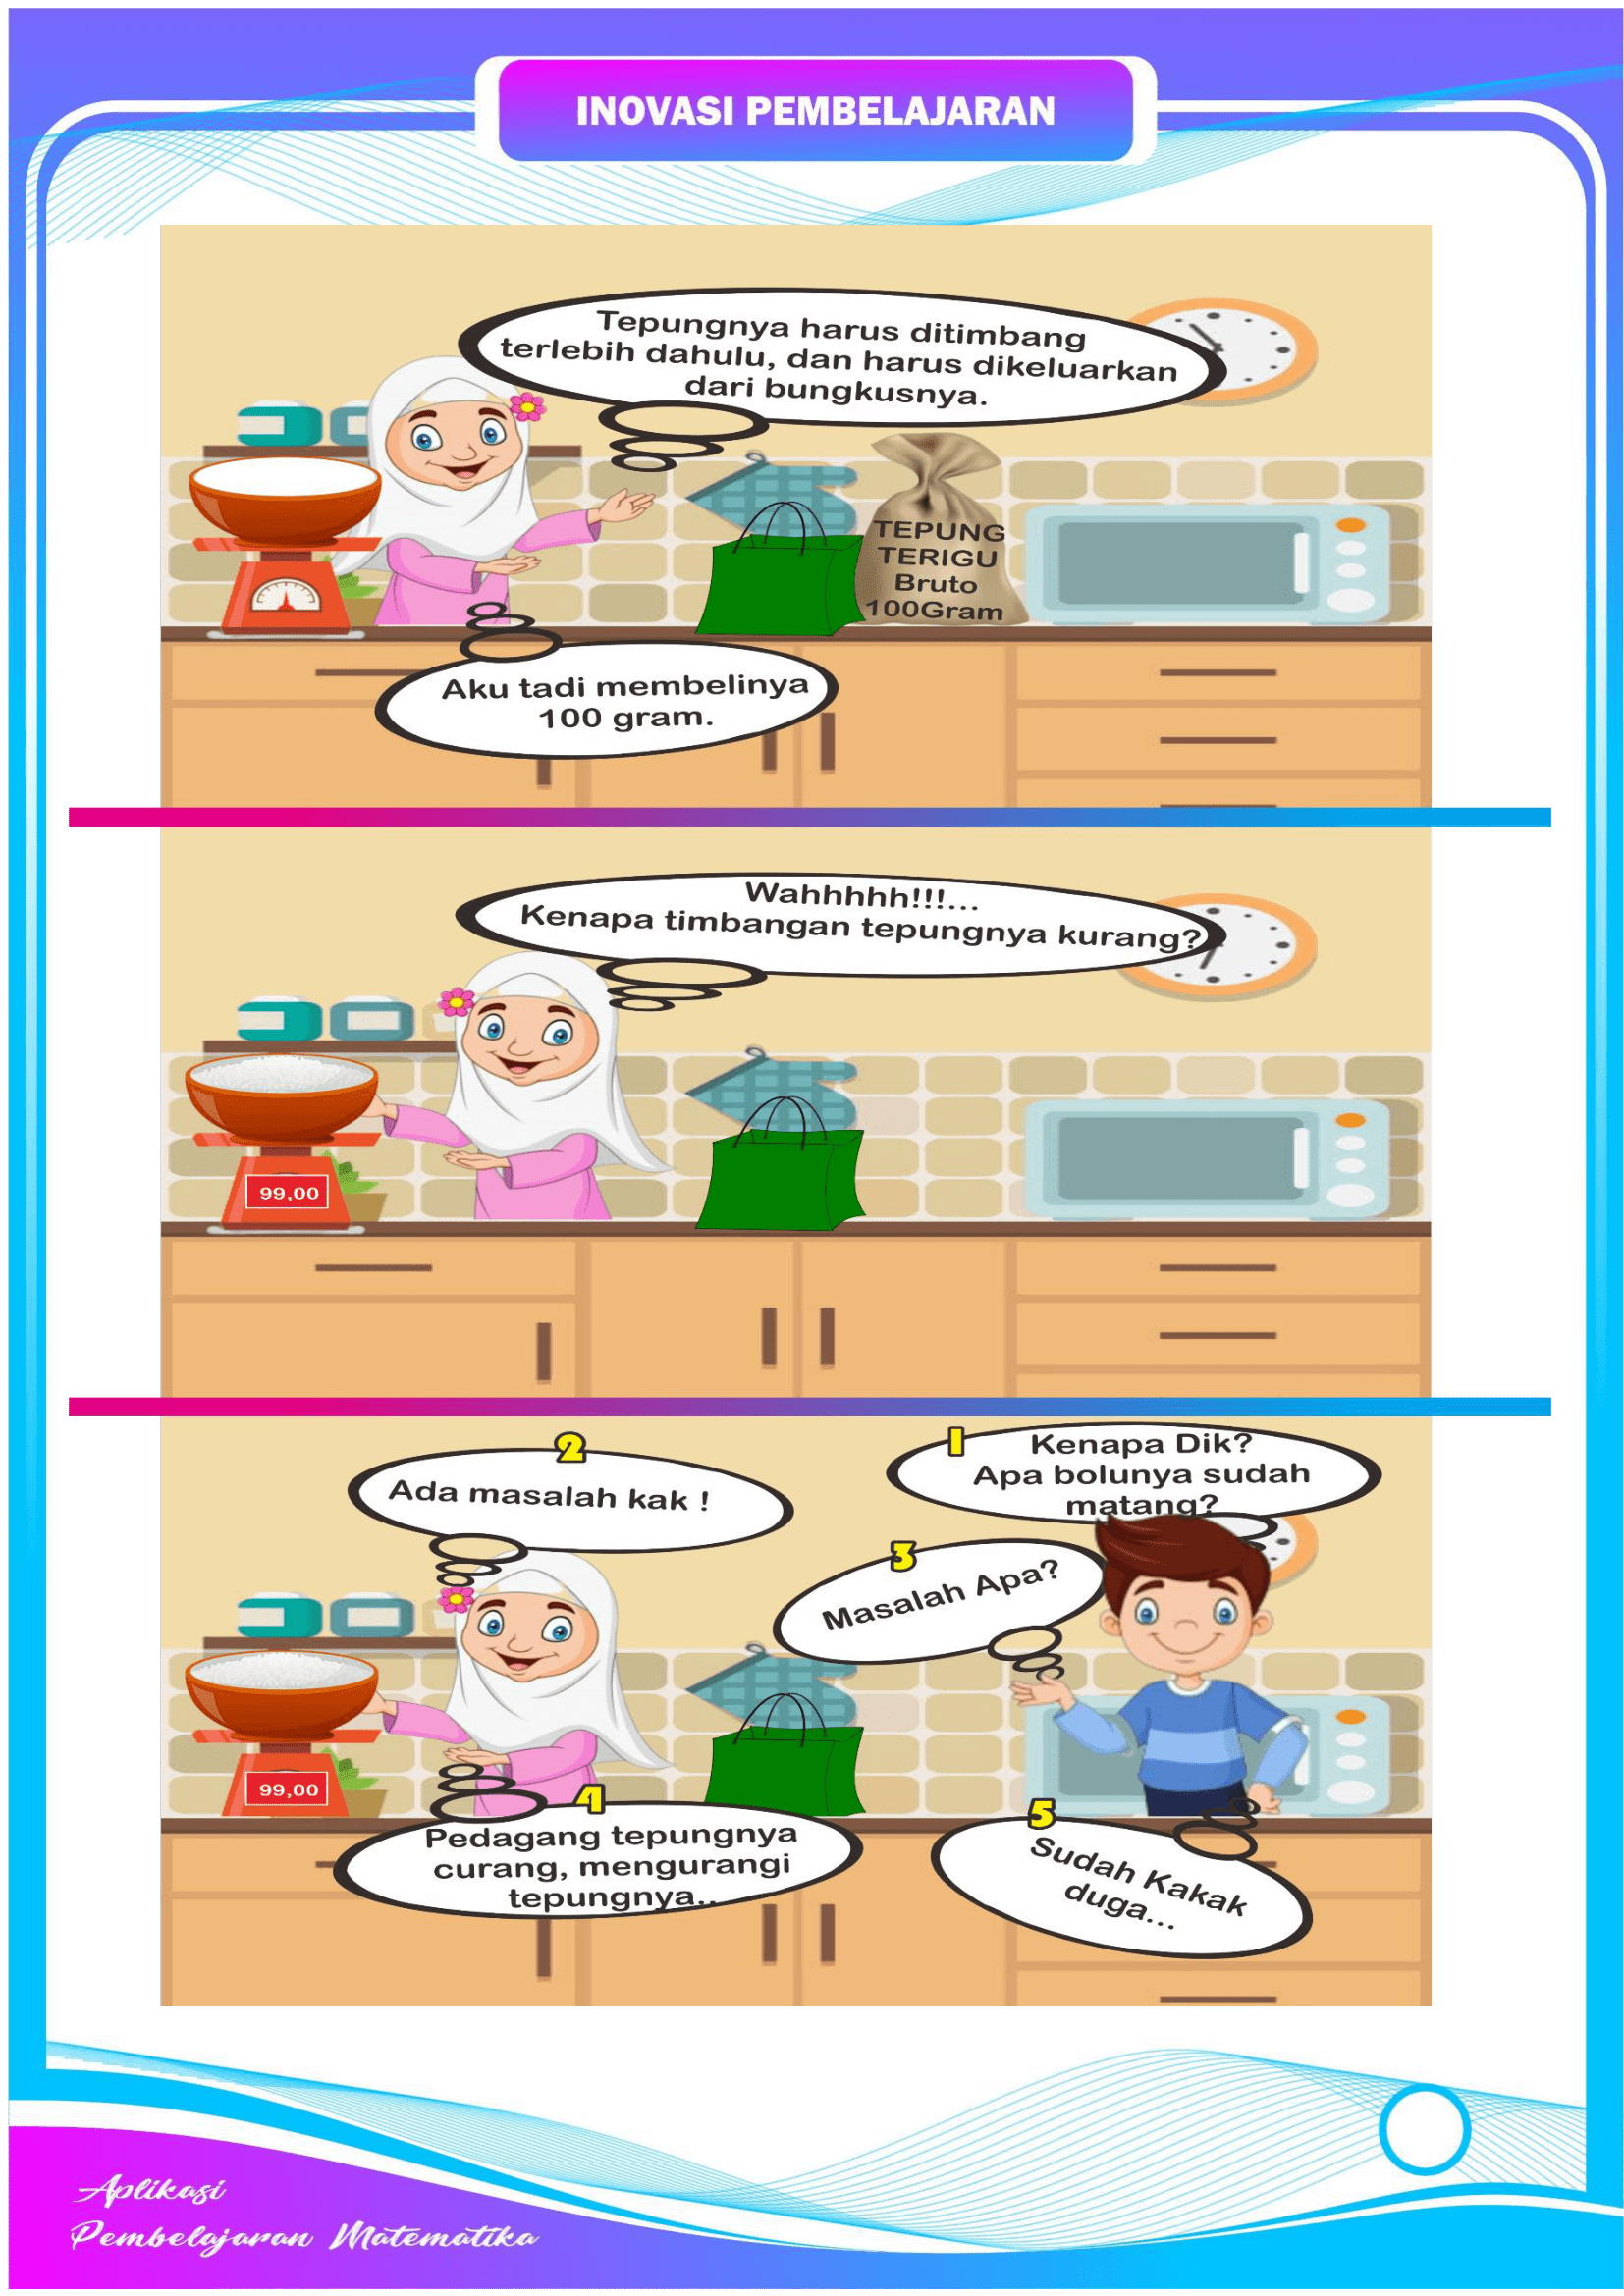 INOVASI PEMBELAJARAN
Tepungnya harus ditimbang
terlebih dahulu, dan harus dikeluarkan
dari bungkusnya.
TEPUNG
TERIGU
Bruto
100Gram
Aku tadi membelinya
100 gram.
Wahhhhh!!!...
Kenapa timbangan tepungnya kurang?
99,00
1
Kenapa Dik?
Apa bolunya sudah
matang?
2
Ada masalah kak !
3
Masalah Apa?
99,00
4
Pedagang tepungnya
curang, mengurangi
tepungnya..
5
Sudah Kakak
duga...
Aplikasi
Pembelajaran Matematika